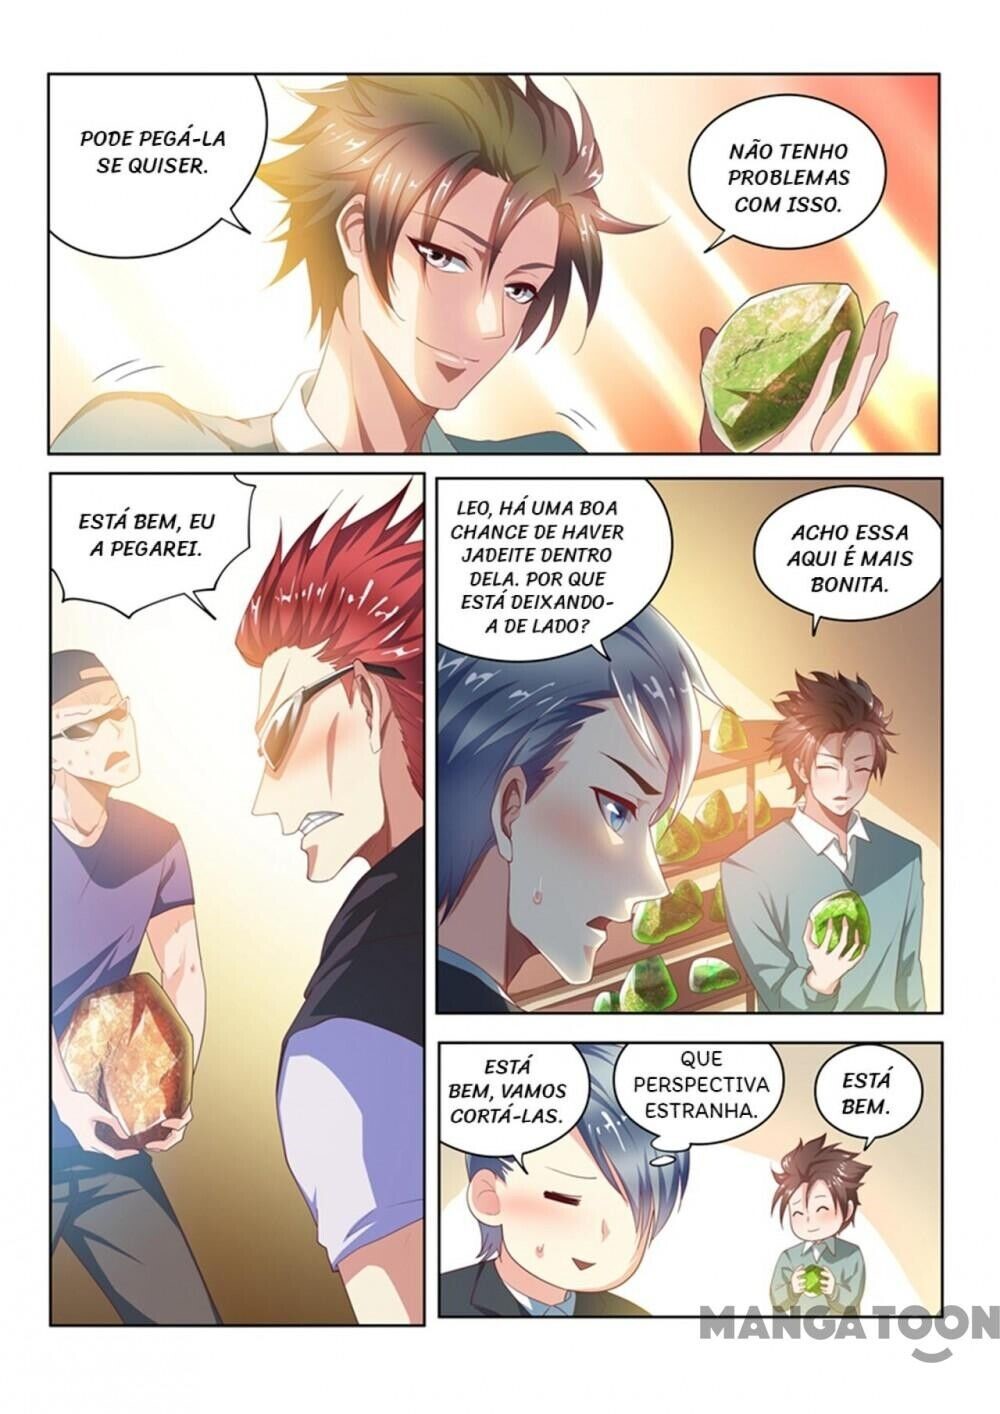 PODE PEGÁ-LA
SE QUISER.
NÃO TENHO
PROBLEMAS
COM ISSO.
ESTÁ BEM, EU
A PEGAREI.
LEO, HÁ UMA BOA
CHANCE DE HAVER
JADEITE DENTRO
DELA. POR QUE
ESTÁ DEIXANDO-
A DE LADO?
ACHO ESSA
AQUI É MAIS
BONITA.
ESTÁ
BEM, VAMOS
CORTÁ-LAS.
QUE
PERSPECTIVA
ESTRANHA.
ESTÁ
BEM.
MANGATOON